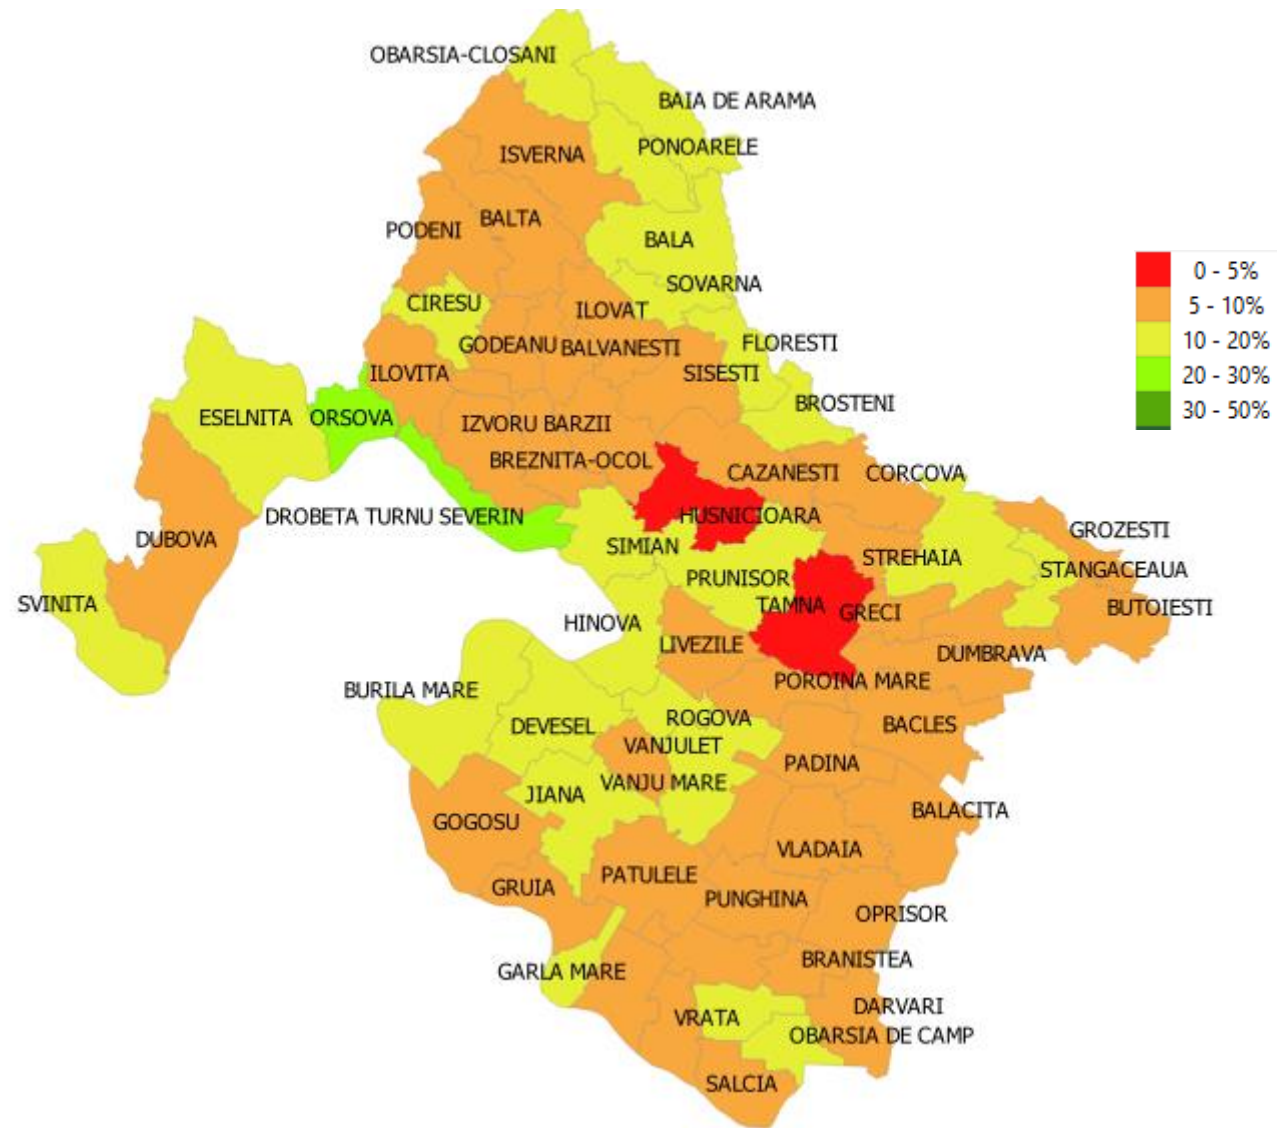 OBARSIA-CLOSANI
BAIA DE ARAMA
PONOARELE
ISVERNA
BALTA
PODENI
BALA
SOVARNA
CIRESU
ILOVAT
GODEANU
BALVANESTI
FLORESTI
ILOVITA
SISESTI
BROSTENI
ESELNITA
ORSOVA
IZVORU BARZII
BREZNITA-OCOL
CAZANESTI
CORCOVA
DROBETA TURNU SEVERIN
HUSNICIOARA
GROZESTI
DUBOVA
SIMIAN
STREHAIA
STANGACEAUA
PRUNISOR
SVINITA
TAMNA
GRECI
BUTOIESTI
HINOVA
LIVEZILE
DUMBRAVA
POROINA MARE
BURILA MARE
DEVESEL
ROGOVA
BACLES
VANJULET
PADINA
VANJU MARE
JIANA
BALACITA
GOGOSU
VLADAIA
PATULELE
GRUIA
PUNGHINA
OPRISOR
BRANISTEA
GARLA MARE
DARVARI
VRATA
OBARSIA DE CAMP
SALCIA
0 - 5%
5 - 10%
10 - 20%
20 - 30%
30 - 50%